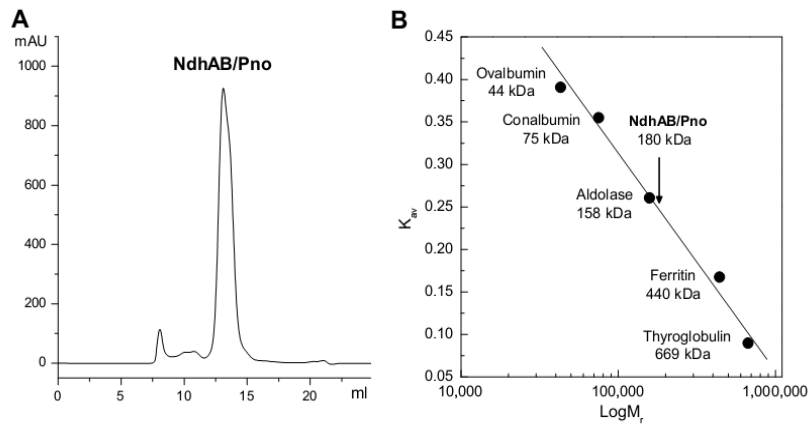 A
mAU
NdhAB/Pno
1000
800
600
400
200
0
0
5
10
15
20
ml
B
0.45
0.40
0.35
0.30
0.25
0.20
0.15
0.10
0.05
K_av
Ovalbumin
44 kDa
Conalbumin
75 kDa
NdhAB/Pno
180 kDa
Aldolase
158 kDa
Ferritin
440 kDa
Thyroglobulin
669 kDa
10,000
100,000
1,000,000
LogM_r